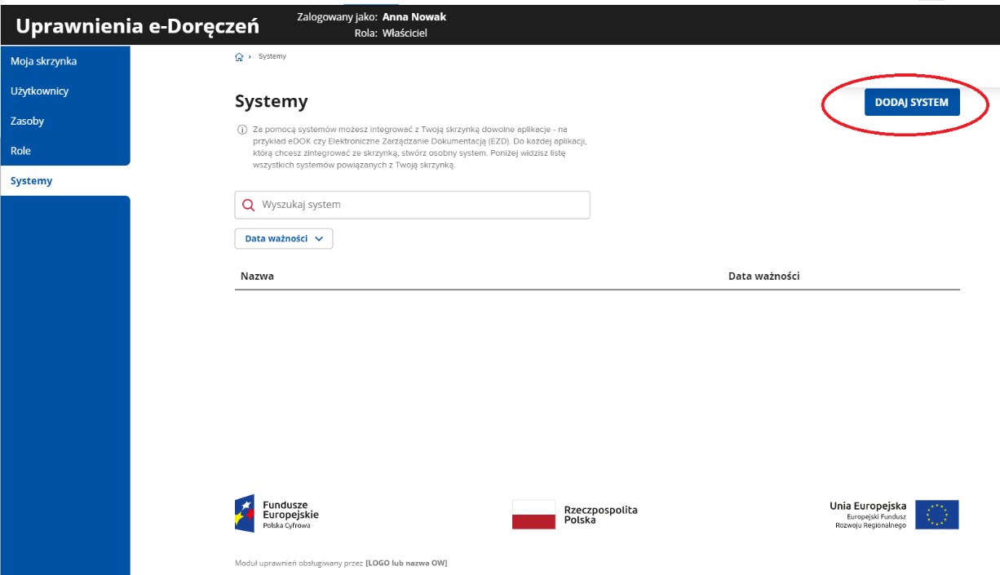 Uprawnienia e-Doręczeń
Zalogowany jako: Anna Nowak
Rola: Właściciel
Moja skrzynka
Użytkownicy
Zasoby
Role
Systemy
Systemy
Systemy
DODAJ SYSTEM
Za pomocą systemów możesz integrować z Twoją skrzynką dowolne aplikacje - na
przykład eDOK czy Elektroniczne Zarządzanie Dokumentacją (EZD). Do każdej aplikacji,
którą chcesz zintegrować ze skrzynką, stwórz osobny system. Poniżej widzisz listę
wszystkich systemów powiązanych z Twoją skrzynką.
Wyszukaj system
Data ważności
Nazwa
Data ważności
Fundusze
Europejskie
Polska Cyfrowa
Rzeczpospolita
Polska
Unia Europejska
Europejski Fundusz
Rozwoju Regionalnego
Moduł uprawnień obsługiwany przez [LOGO lub nazwa OW]